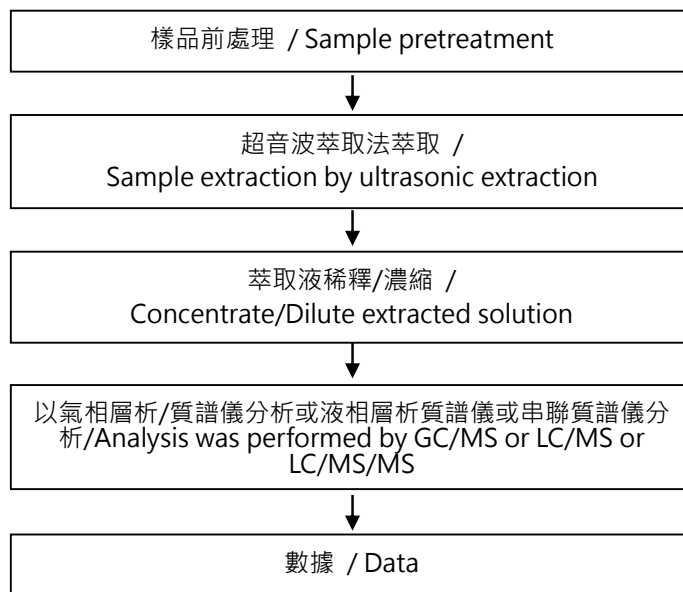 樣品前處理 / Sample pretreatment
超音波萃取法萃取 /
Sample extraction by ultrasonic extraction
萃取液稀釋/濃縮 /
Concentrate/Dilute extracted solution
以氣相層析/質譜儀分析或液相層析質譜儀或串聯質譜儀分
析/Analysis was performed by GC/MS or LC/MS or
LC/MS/MS
數據 / Data